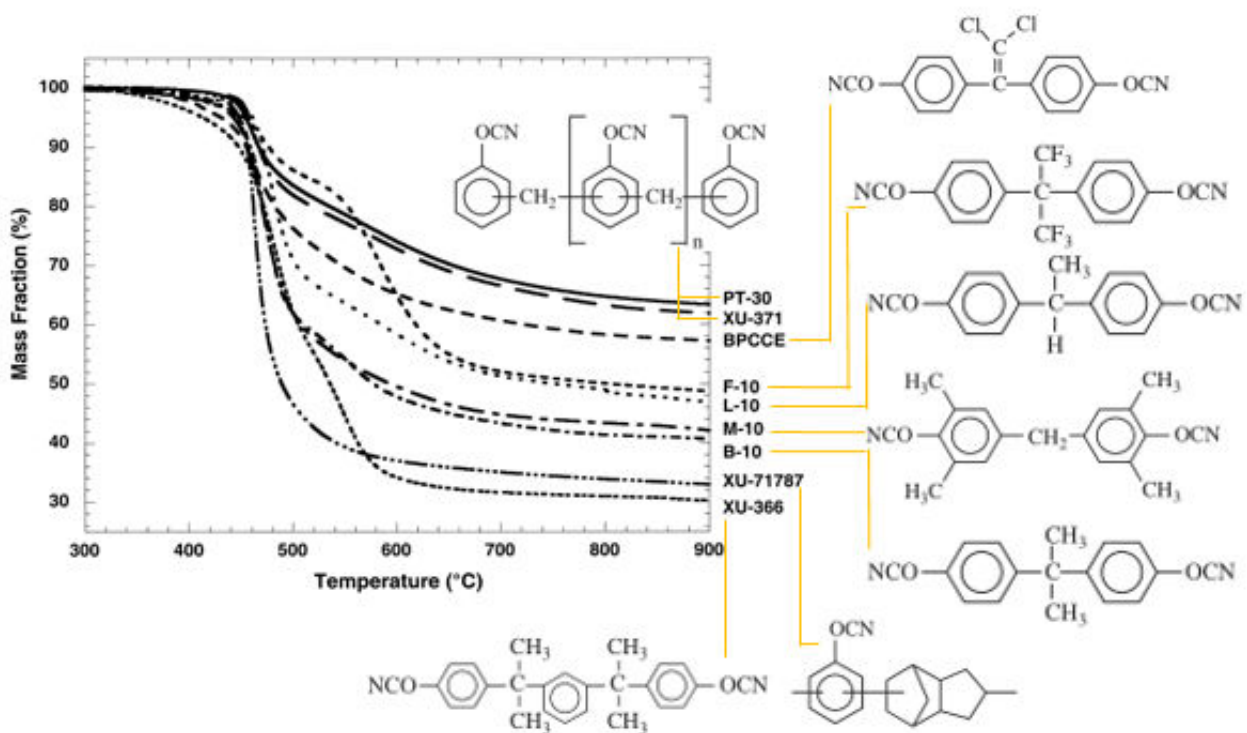 Cl Cl
C
NCO C OCN
100
90
80
70
60
50
40
30
Mass Fraction (%)
300 400 500 600 700 800 900
Temperature (°C)
OCN OCN OCN
CH2 CH2
n
PT-30
XU-371
BPCCE
F-10
L-10
M-10
B-10
XU-71787
XU-366
CF3
NCO C OCN
CF3
CH3
NCO C OCN
H
H3C CH3
NCO CH2 OCN
H3C CH3
CH3
NCO C OCN
CH3
CH3 CH3
NCO C C OCN
CH3 CH3
OCN